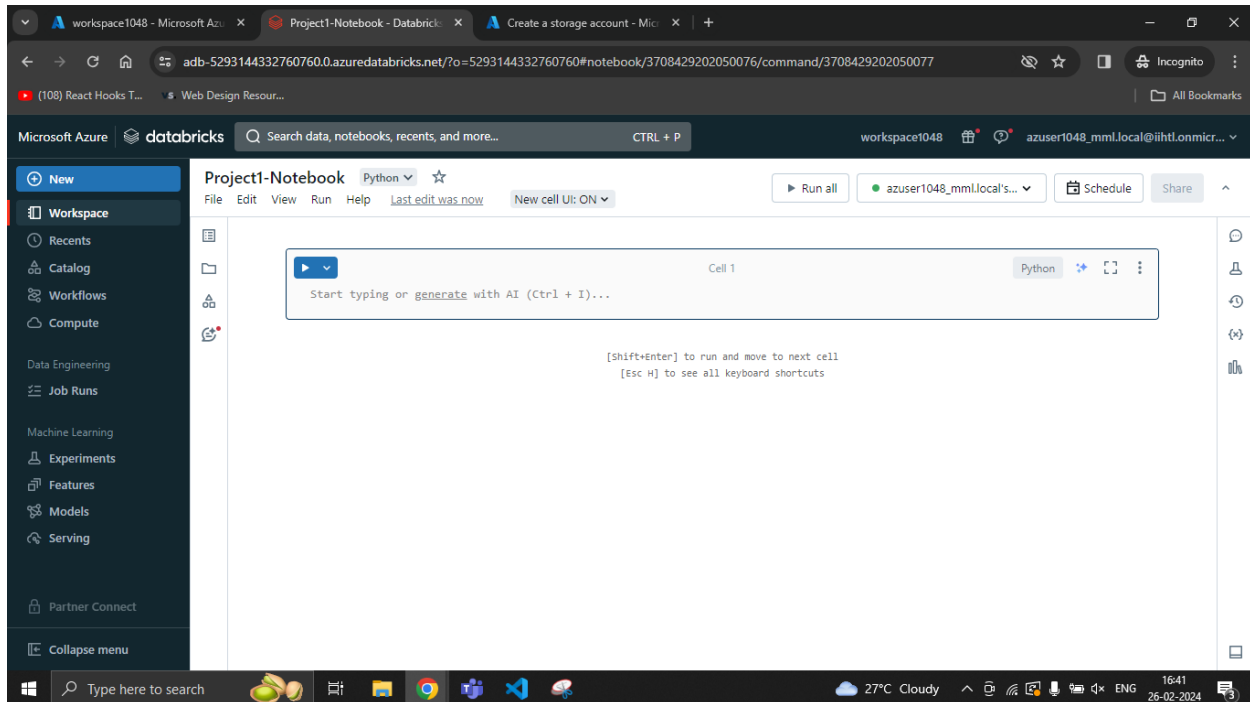 workspace1048 - Microsoft Azu
Project1-Notebook - Databricks
Create a storage account - Micr
adb-5293144332760760.0.azuredatabricks.net/?o=5293144332760760#notebook/3708429202050076/command/3708429202050077
Incognito
(108) React Hooks T...
vs. Web Design Resour...
All Bookmarks
Microsoft Azure databricks
Search data, notebooks, recents, and more...
CTRL + P
workspace1048
azuser1048_mml.local@iihtl.onmicr...
New
Workspace
Recents
Catalog
Workflows
Compute
Data Engineering
Job Runs
Machine Learning
Experiments
Features
Models
Serving
Partner Connect
Collapse menu
Project1-Notebook Python
File Edit View Run Help Last edit was now New cell UI: ON
Run all
azuser1048_mml.local's...
Schedule
Share
Cell 1
Python
Start typing or generate with AI (Ctrl + I)...
[Shift+Enter] to run and move to next cell
[Esc H] to see all keyboard shortcuts
Type here to search
27°C Cloudy
ENG
16:41
26-02-2024
3